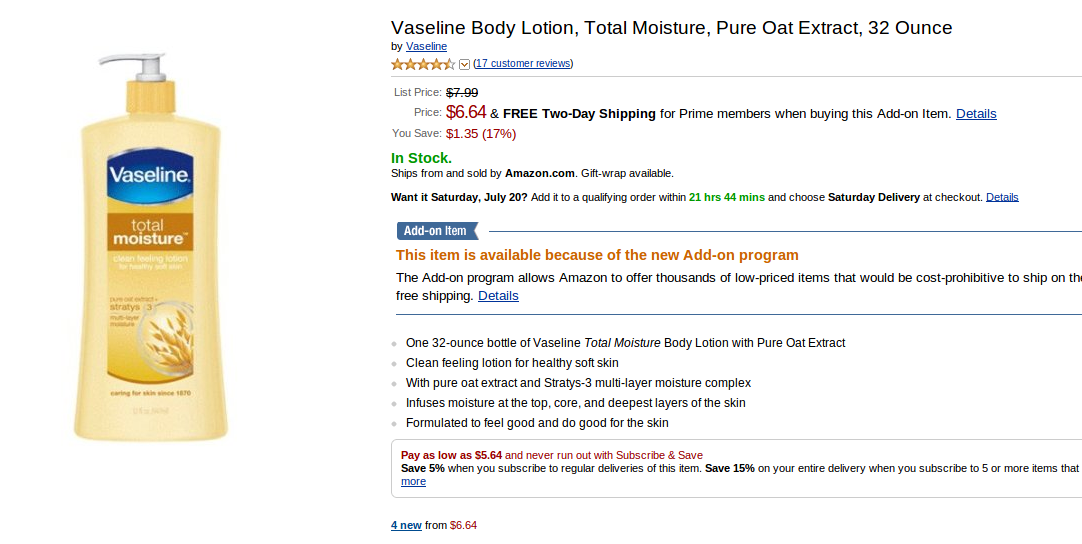 Vaseline Body Lotion, Total Moisture, Pure Oat Extract, 32 Ounce
by Vaseline
(17 customer reviews)
List Price: $7.99
Price: $6.64 & FREE Two-Day Shipping for Prime members when buying this Add-on Item. Details
You Save: $1.35 (17%)
In Stock.
Ships from and sold by Amazon.com. Gift-wrap available.
Want it Saturday, July 20? Add it to a qualifying order within 21 hrs 44 mins and choose Saturday Delivery at checkout. Details
Add-on Item
This item is available because of the new Add-on program
The Add-on program allows Amazon to offer thousands of low-priced items that would be cost-prohibitive to ship on
free shipping. Details
One 32-ounce bottle of Vaseline Total Moisture Body Lotion with Pure Oat Extract
Clean feeling lotion for healthy soft skin
With pure oat extract and Stratys-3 multi-layer moisture complex
Infuses moisture at the top, core, and deepest layers of the skin
Formulated to feel good and do good for the skin
Pay as low as $5.64 and never run out with Subscribe & Save
Save 5% when you subscribe to regular deliveries of this item. Save 15% on your entire delivery when you subscribe to 5 or more items that
more
4 new from $6.64
Vaseline.
total
moisture™
clean feeling lotion
for healthy soft skin
pure oat extract +
stratys 3
multi-layer
moisture
caring for skin since 1870